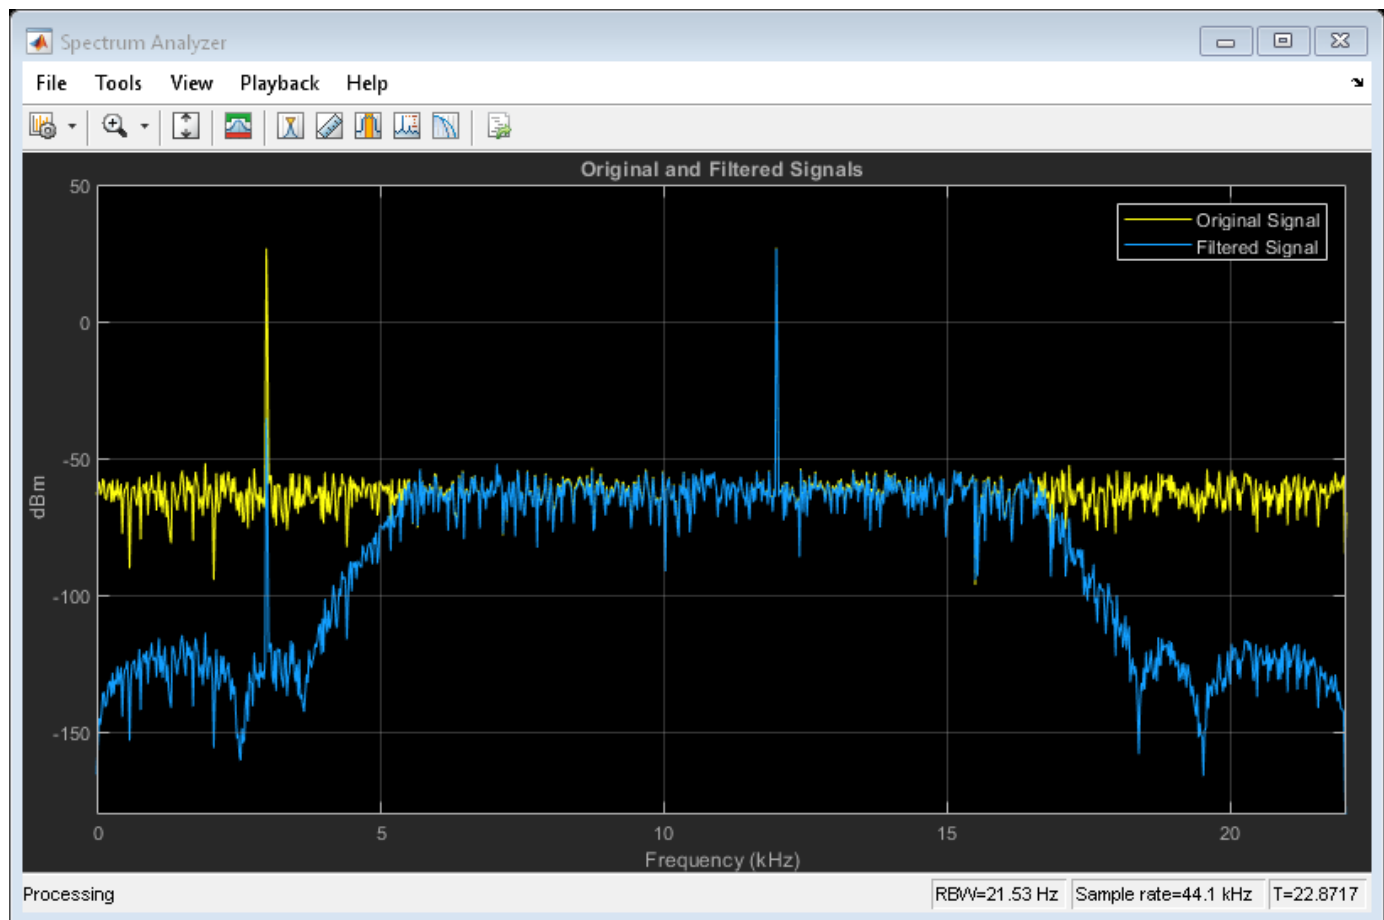 Spectrum Analyzer
File Tools View Playback Help
Original and Filtered Signals
50
0
-50
-100
-150
dBm
Original Signal
Filtered Signal
0 5 10 15 20
Frequency (kHz)
Processing RBW=21.53 Hz Sample rate=44.1 kHz T=22.8717